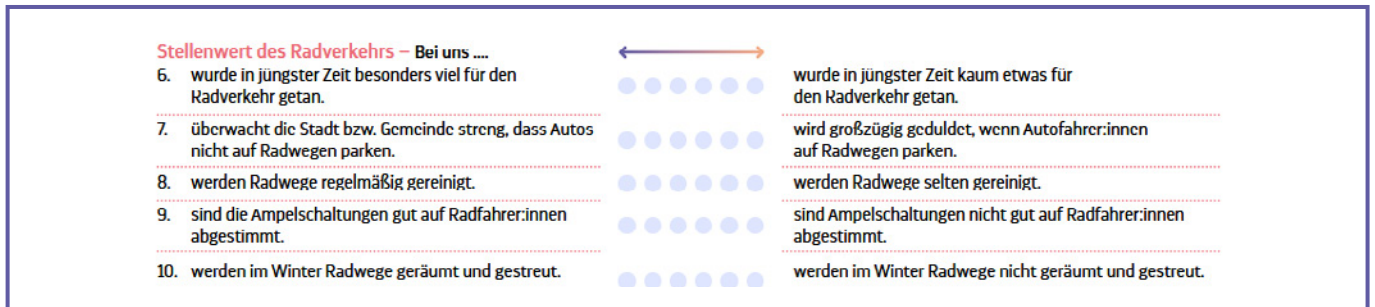 Stellenwert des Radverkehrs – Bei uns ....
6. wurde in jüngster Zeit besonders viel für den
Radverkehr getan.
wurde in jüngster Zeit kaum etwas für
den Radverkehr getan.
7. überwacht die Stadt bzw. Gemeinde streng, dass Autos
nicht auf Radwegen parken.
wird großzügig geduldet, wenn Autofahrer:innen
auf Radwegen parken.
8. werden Radwege regelmäßig gereinigt.
werden Radwege selten gereinigt.
9. sind die Ampelschaltungen gut auf Radfahrer:innen
abgestimmt.
sind Ampelschaltungen nicht gut auf Radfahrer:innen
abgestimmt.
10. werden im Winter Radwege geräumt und gestreut.
werden im Winter Radwege nicht geräumt und gestreut.